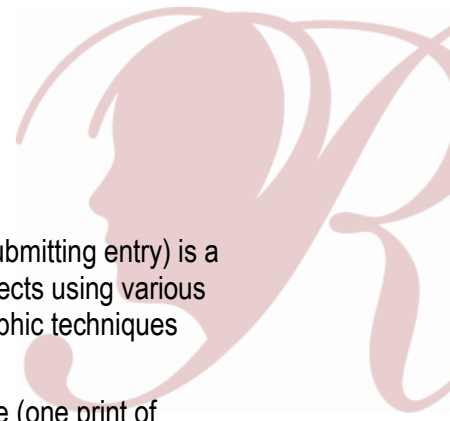 ubmitting entry) is a
ects using various
phic techniques
e (one print of